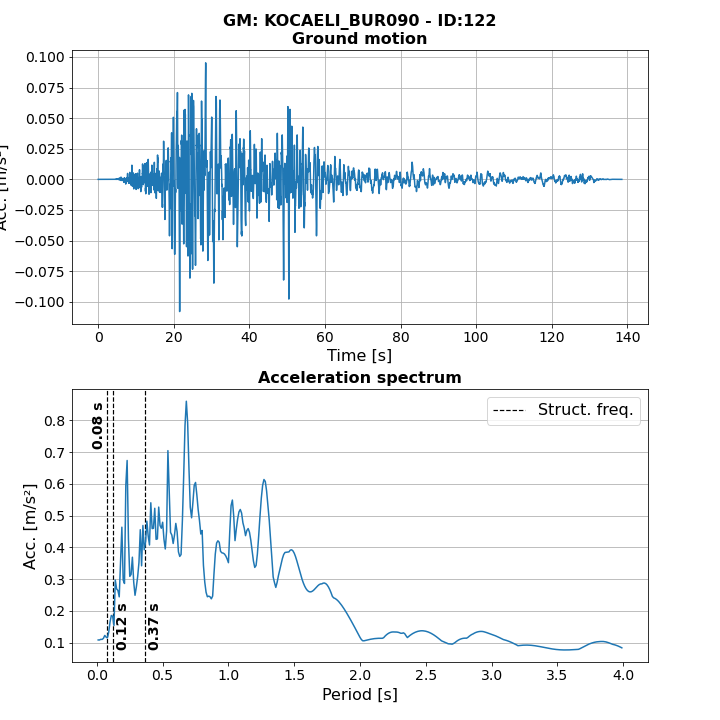 GM: KOCAELI_BUR090 - ID:122
Ground motion
0.100
0.075
0.050
0.025
0.000
−0.025
−0.050
−0.075
−0.100
Acc. [m/s²]
0 20 40 60 80 100 120 140
Time [s]
Acceleration spectrum
0.8
0.7
0.6
0.5
0.4
0.3
0.2
0.1
Acc. [m/s²]
0.08 s
0.12 s
0.37 s
Struct. freq.
0.0 0.5 1.0 1.5 2.0 2.5 3.0 3.5 4.0
Period [s]